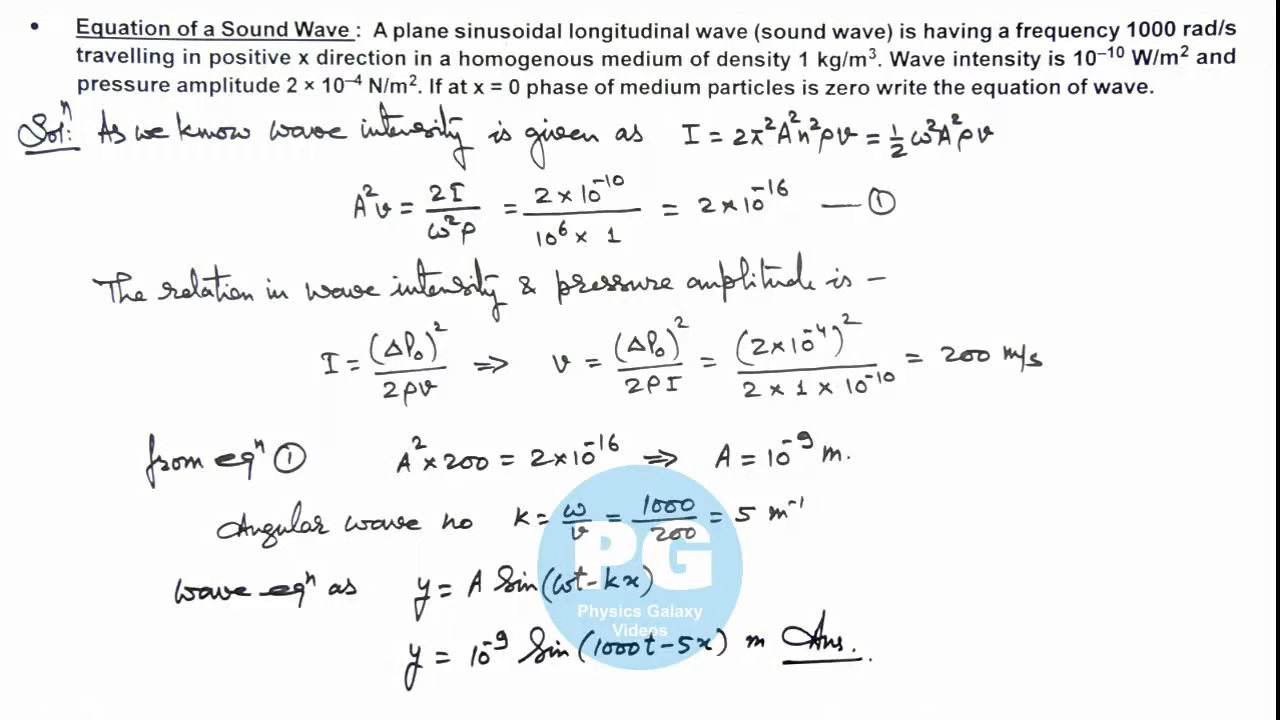 • Equation of a Sound Wave : A plane sinusoidal longitudinal wave (sound wave) is having a frequency 1000 rad/s
travelling in positive x direction in a homogenous medium of density 1 kg/m³. Wave intensity is 10⁻¹⁰ W/m² and
pressure amplitude 2 × 10⁻⁴ N/m². If at x = 0 phase of medium particles is zero write the equation of wave.
Solⁿ: As we know wave intensity is given as I = 2π²A²n²ρv = ½ω²A²ρv
A²v = 2I/ω²ρ = 2×10⁻¹⁰/10⁶×1 = 2×10⁻¹⁶ — ①
The relation in wave intensity & pressure amplitude is –
I = (ΔP₀)²/2ρv ⇒ v = (ΔP₀)²/2ρI = (2×10⁻⁴)²/2×1×10⁻¹⁰ = 200 m/s
from eqⁿ ① A²×200 = 2×10⁻¹⁶ ⇒ A = 10⁻⁹ m.
Angular wave no k = ω/v = 1000/200 = 5 m⁻¹
wave eqⁿ as y = A Sin(ωt-kx)
PG
Physics Galaxy
Videos
y = 10⁻⁹ Sin(1000t-5x) m Ans.